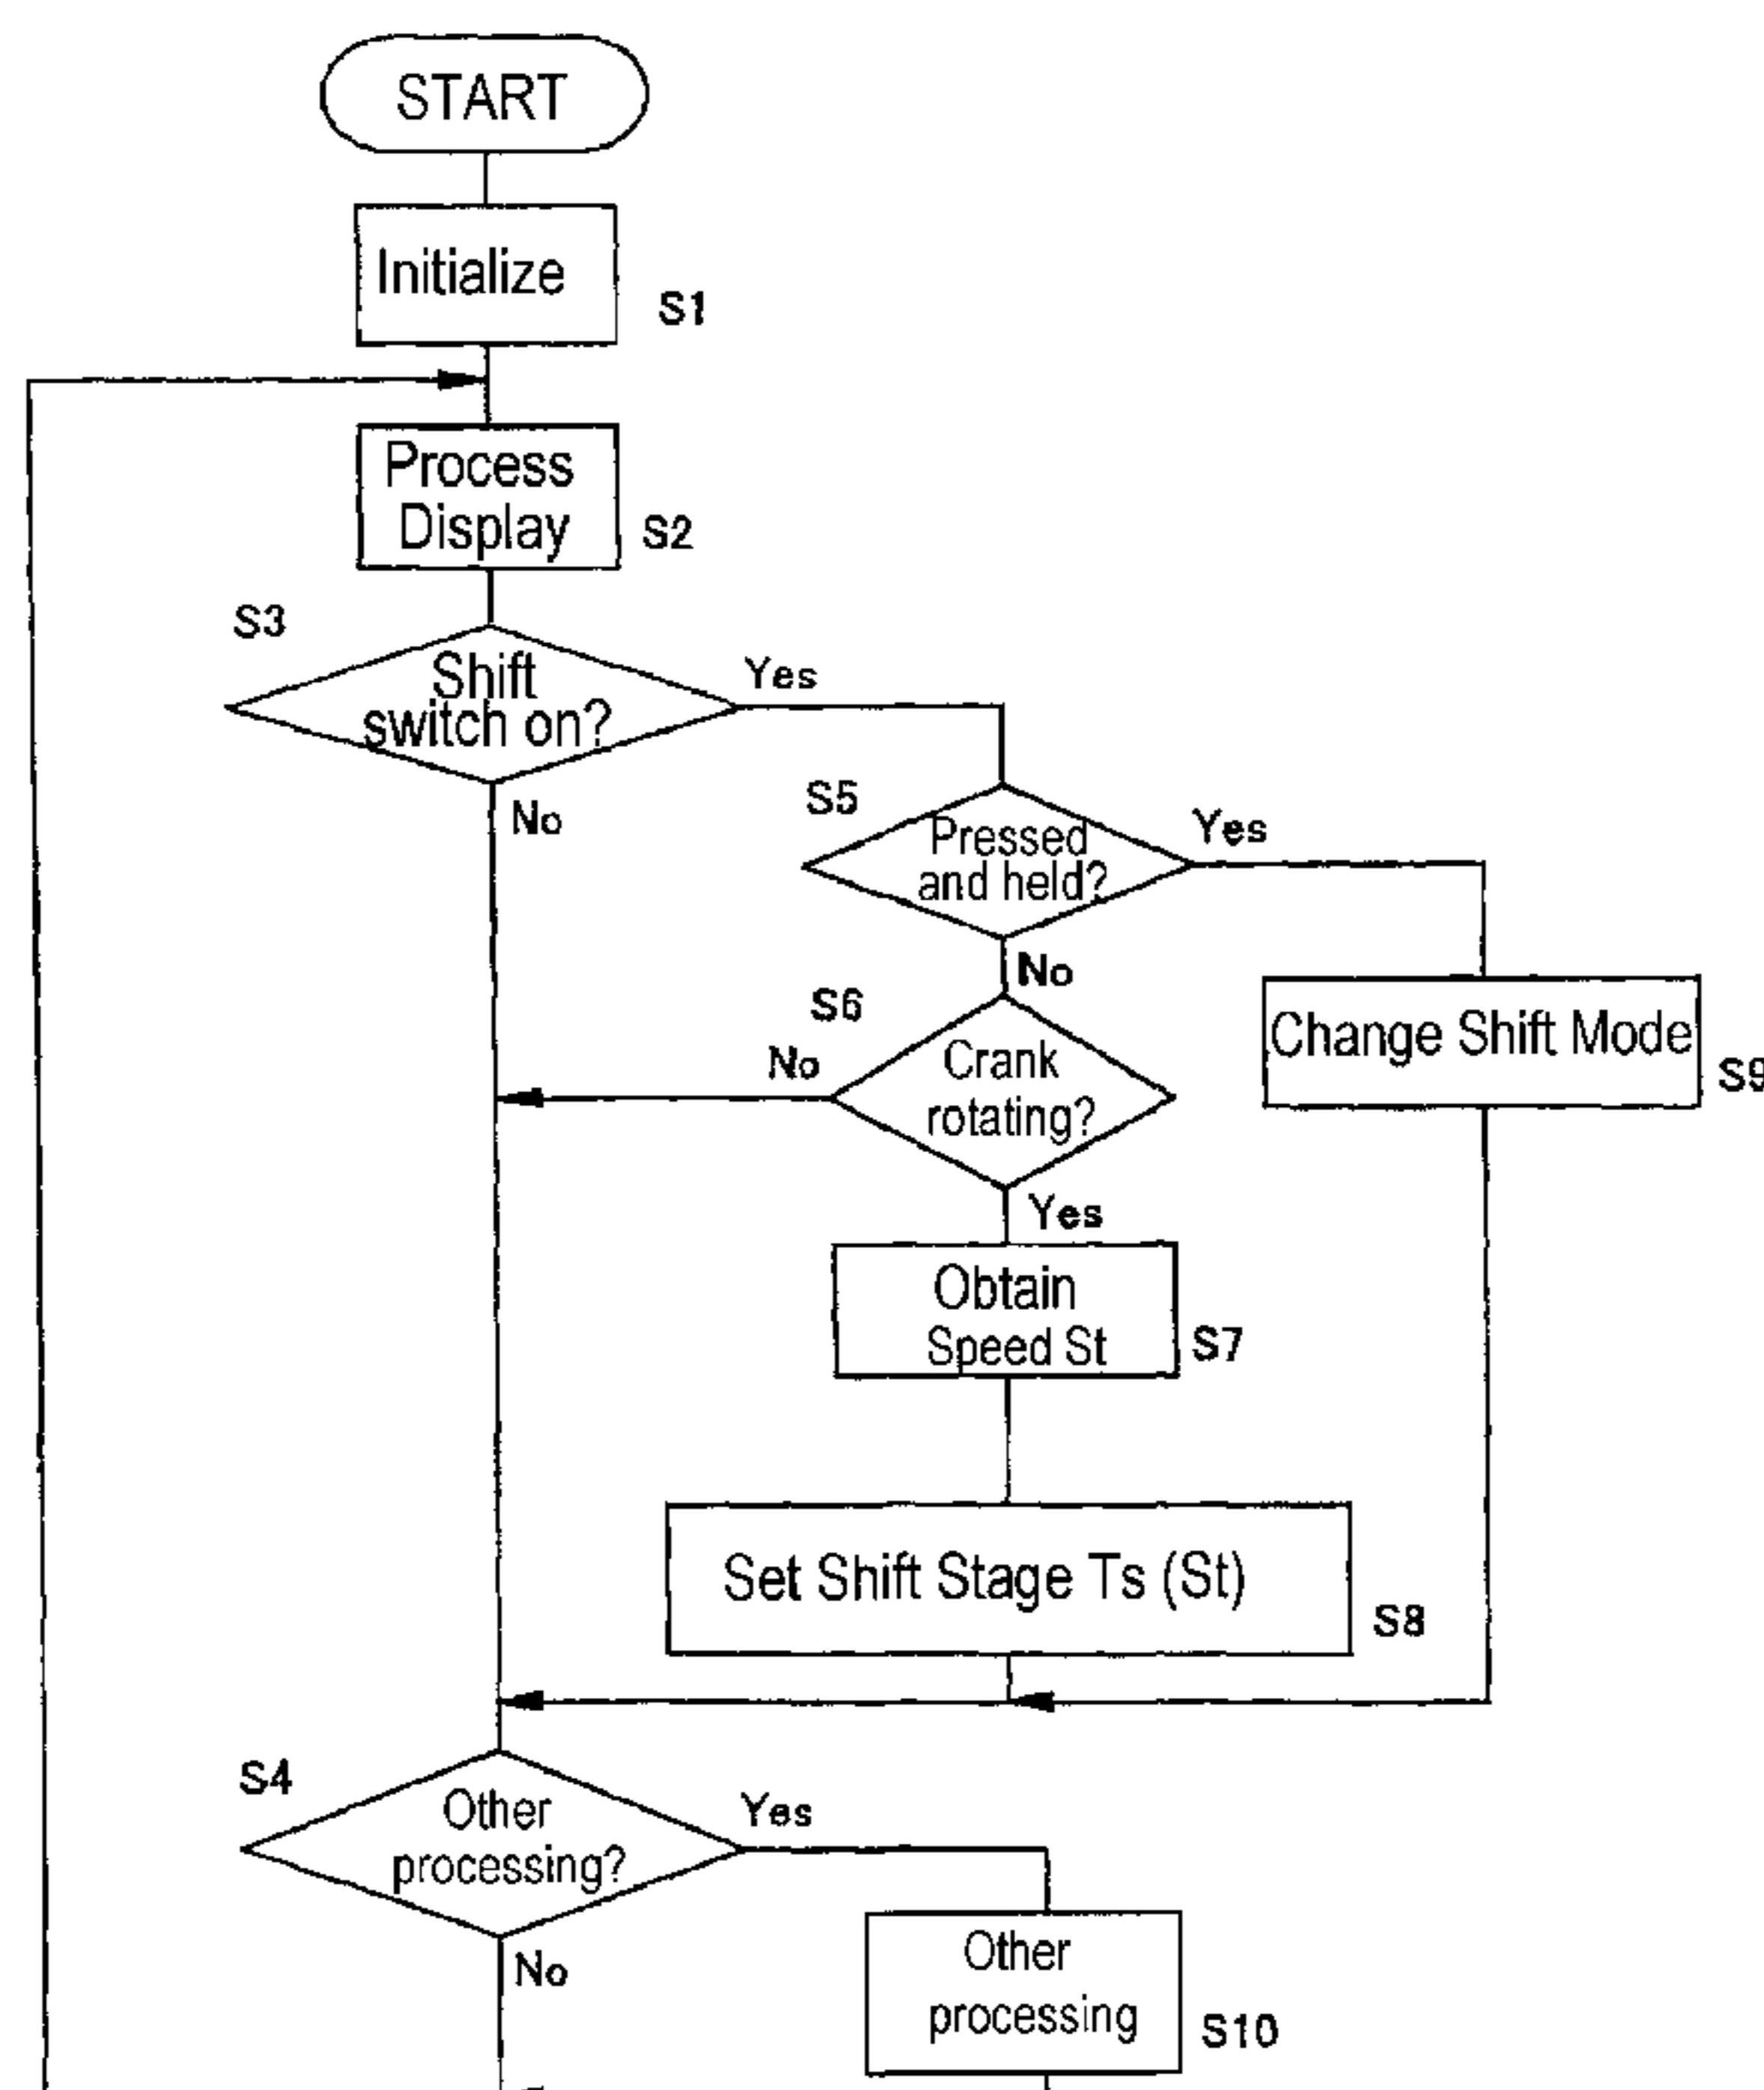 START
Initialize
S1
Process
Display
S2
S3
Shift
switch on?
Yes
No
S5
Pressed
and held?
Yes
No
S6
Crank
rotating?
No
Yes
Change Shift Mode
S9
Obtain
Speed St
S7
Set Shift Stage Ts (St)
S8
S4
Other
processing?
Yes
No
Other
processing
S10